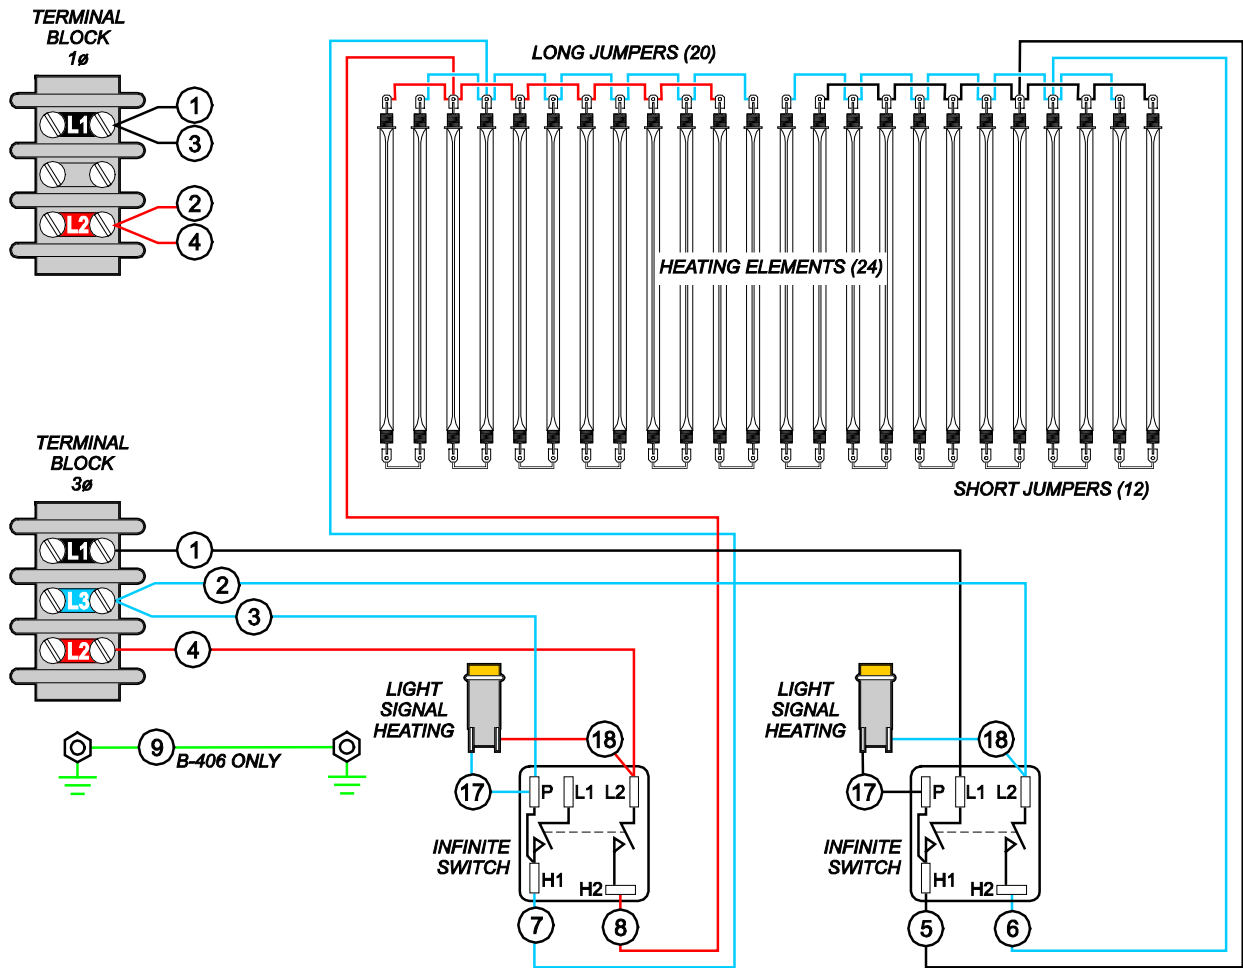 TERMINAL
BLOCK
1ø
L1
1
3
L2
2
4
LONG JUMPERS (20)
HEATING ELEMENTS (24)
SHORT JUMPERS (12)
TERMINAL
BLOCK
3ø
L1
1
L3
2
3
L2
4
9
B-406 ONLY
LIGHT
SIGNAL
HEATING
18
17
P
L1
L2
INFINITE
SWITCH
H1
H2
7
8
LIGHT
SIGNAL
HEATING
18
17
P
L1
L2
INFINITE
SWITCH
H1
H2
5
6